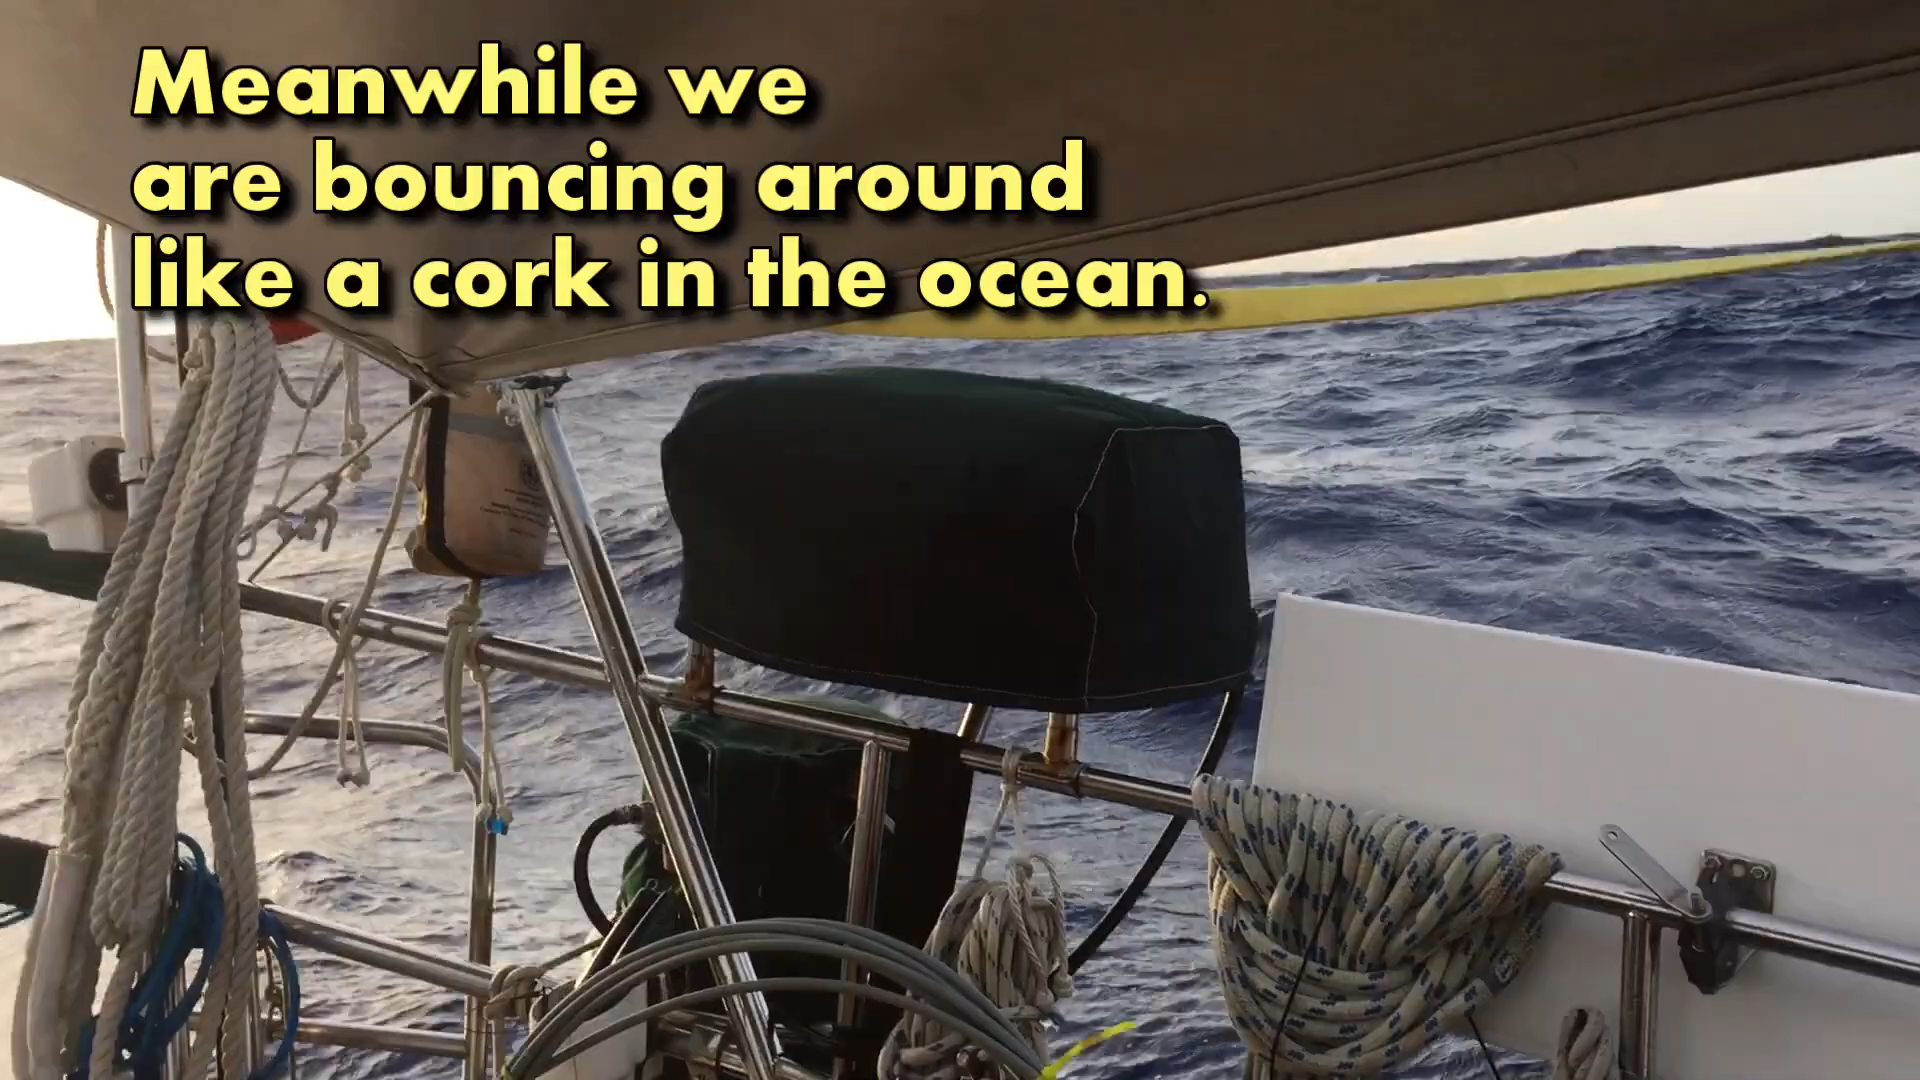 Meanwhile we
are bouncing around
like a cork in the ocean.